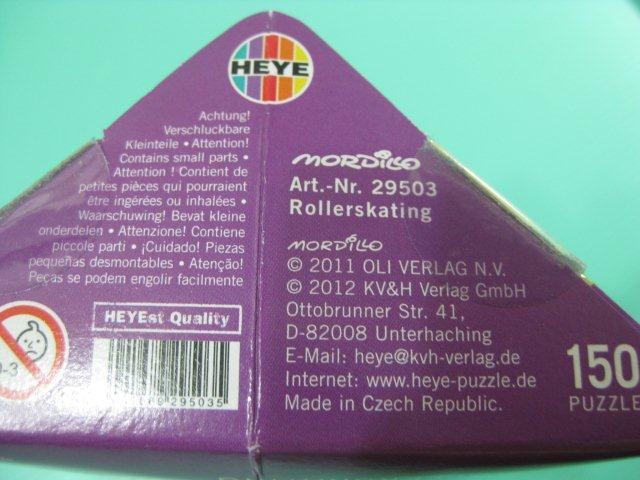 HEYE
Achtung!
Verschluckbare
Kleinteile • Attention!
Contains small parts •
Attention ! Contient de
petites pièces qui pourraient
être ingérées ou inhalées •
Waarschuwing! Bevat kleine
onderdelen • Attenzione! Contiene
piccole parti • ¡Cuidado! Piezas
pequeñas desmontables • Atenção!
Peças se podem engolir facilmente
HEYEst Quality
295035
0-3
MORDILLO
Art.-Nr. 29503
Rollerskating
MORDILLO
© 2011 OLI VERLAG N.V.
© 2012 KV&H Verlag GmbH
Ottobrunner Str. 41,
D-82008 Unterhaching
E-Mail: heye@kvh-verlag.de
Internet: www.heye-puzzle.de
Made in Czech Republic.
150
PUZZLE